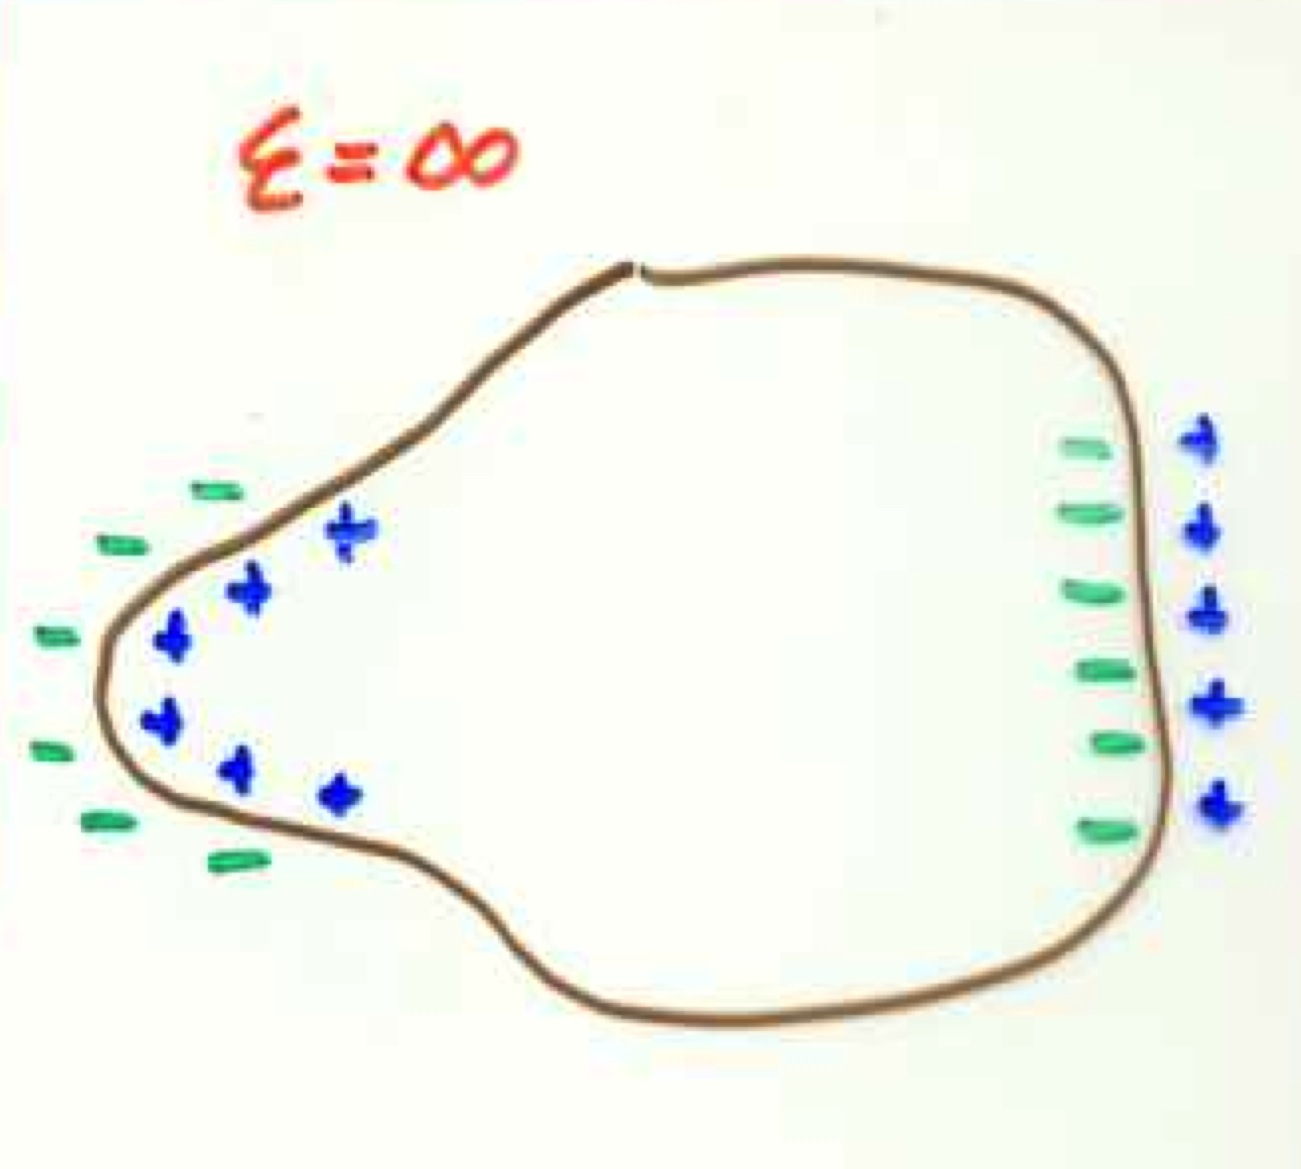 ε = ∞